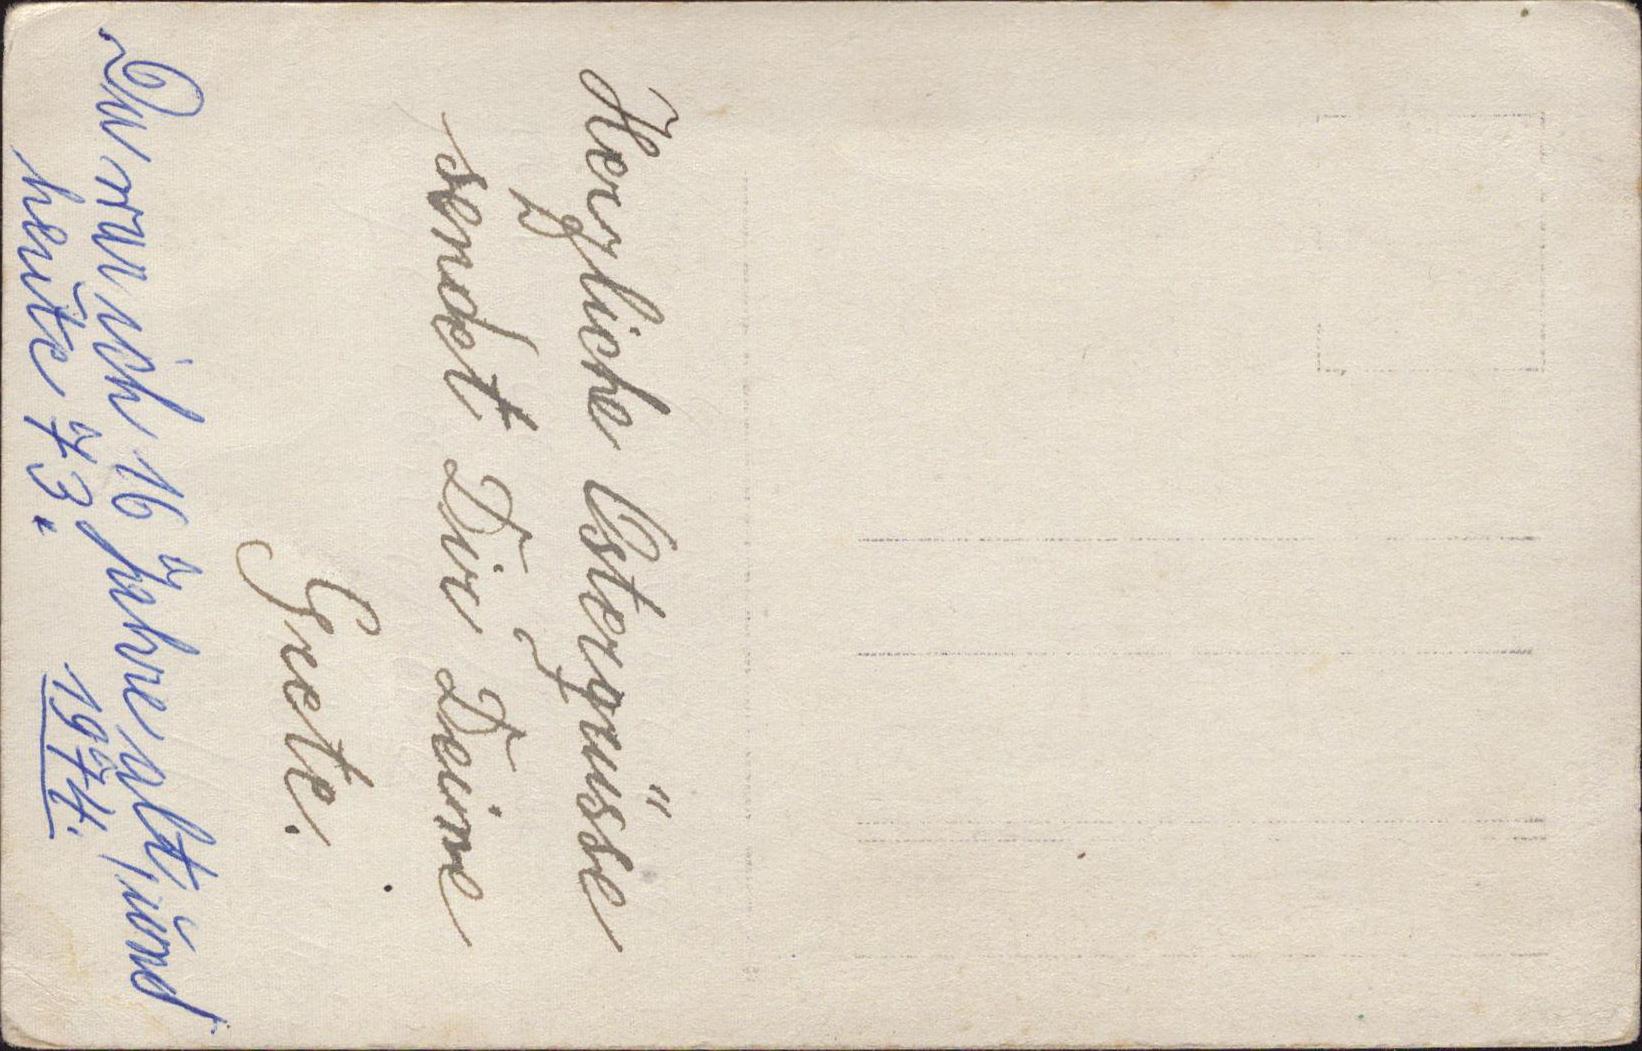 Herzliche Ostergrüsse
sendet Dir Deine
Grete.
Da war ich 16 Jahre alt, und
heute 73. 1974.